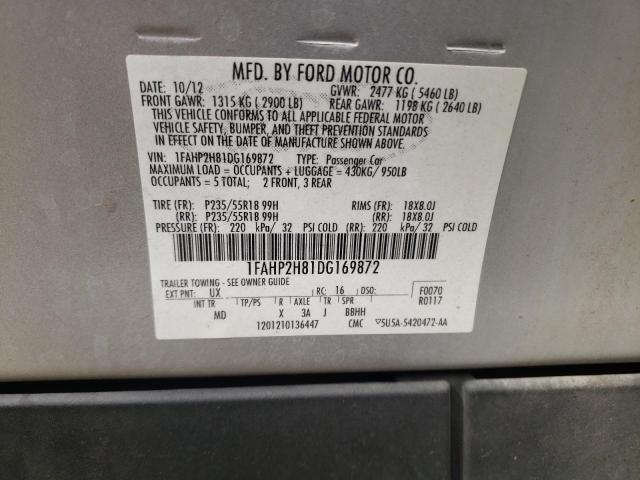 MFD. BY FORD MOTOR CO.
DATE: 10/12 GVWR: 2477 KG ( 5460 LB)
FRONT GAWR: 1315 KG ( 2900 LB) REAR GAWR: 1198 KG ( 2640 LB)
THIS VEHICLE CONFORMS TO ALL APPLICABLE FEDERAL MOTOR
VEHICLE SAFETY, BUMPER, AND THEFT PREVENTION STANDARDS
IN EFFECT ON THE DATE OF MANUFACTURE SHOWN ABOVE.
VIN: 1FAHP2H81DG169872 TYPE: Passenger Car
MAXIMUM LOAD = OCCUPANTS + LUGGAGE = 430KG/ 950LB
OCCUPANTS = 5 TOTAL; 2 FRONT, 3 REAR
TIRE (FR): P235/55R18 99H RIMS (FR): 18X8.0J
(RR): P235/55R18 99H (RR): 18X8.0J
PRESSURE (FR): 220 kPa/ 32 PSI COLD (RR): 220 kPa/ 32 PSI COLD
1FAHP2H81DG169872
TRAILER TOWING - SEE OWNER GUIDE
EXT PNT: UX RC: 16 DSO: F0070
INT TR TP/PS R AXLE TR SPR R0117
MD X 3A J BBHH
1201210136447 CMC ▽5U5A-5420472-AA